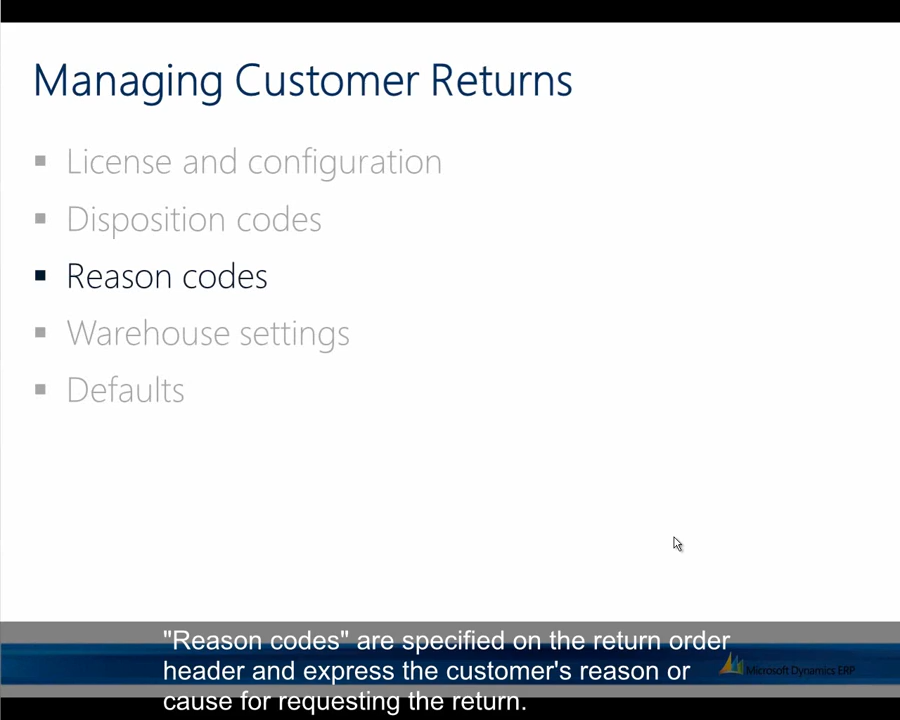 Managing Customer Returns
License and configuration
Disposition codes
Reason codes
Warehouse settings
Defaults
"Reason codes" are specified on the return order
header and express the customer's reason or
cause for requesting the return.
Microsoft Dynamics ERP